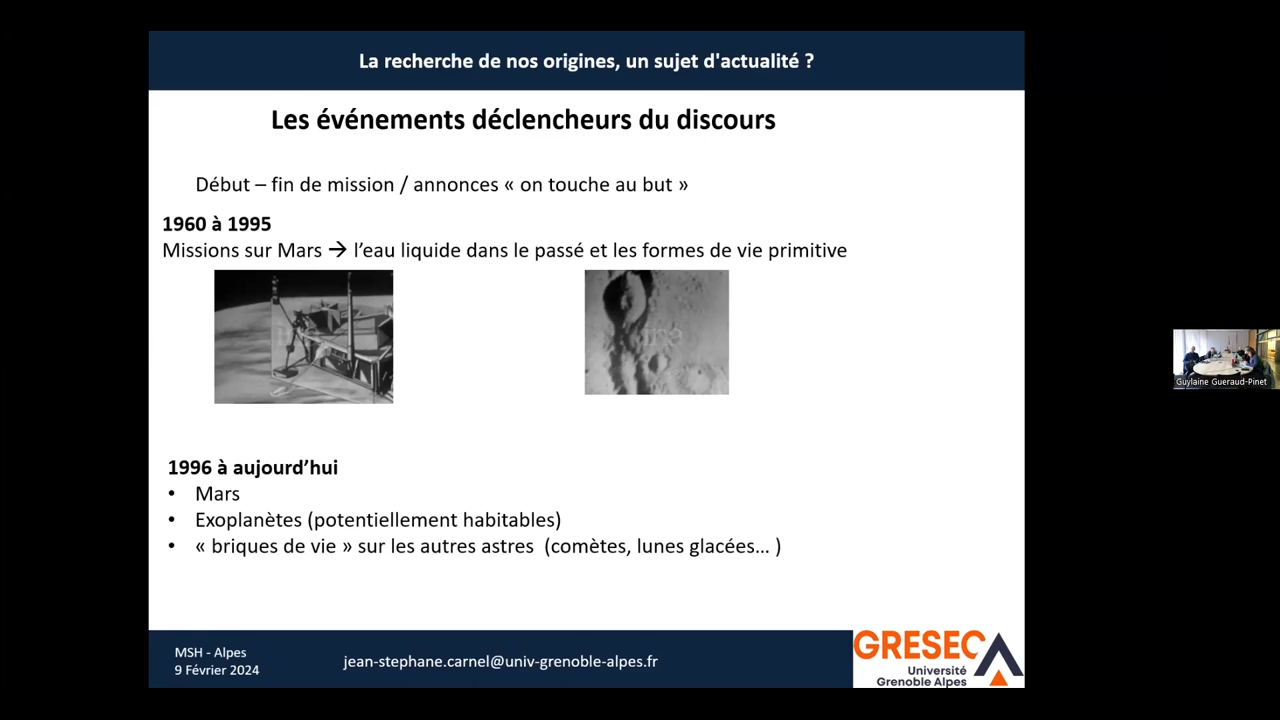 La recherche de nos origines, un sujet d'actualité ?
Les événements déclencheurs du discours
Début – fin de mission / annonces « on touche au but »
1960 à 1995
Missions sur Mars → l’eau liquide dans le passé et les formes de vie primitive
1996 à aujourd’hui
• Mars
• Exoplanètes (potentiellement habitables)
• « briques de vie » sur les autres astres (comètes, lunes glacées… )
Guylaine Gueraud-Pinet
MSH - Alpes
9 Février 2024
jean-stephane.carnel@univ-grenoble-alpes.fr
GRESEC
Université
Grenoble Alpes